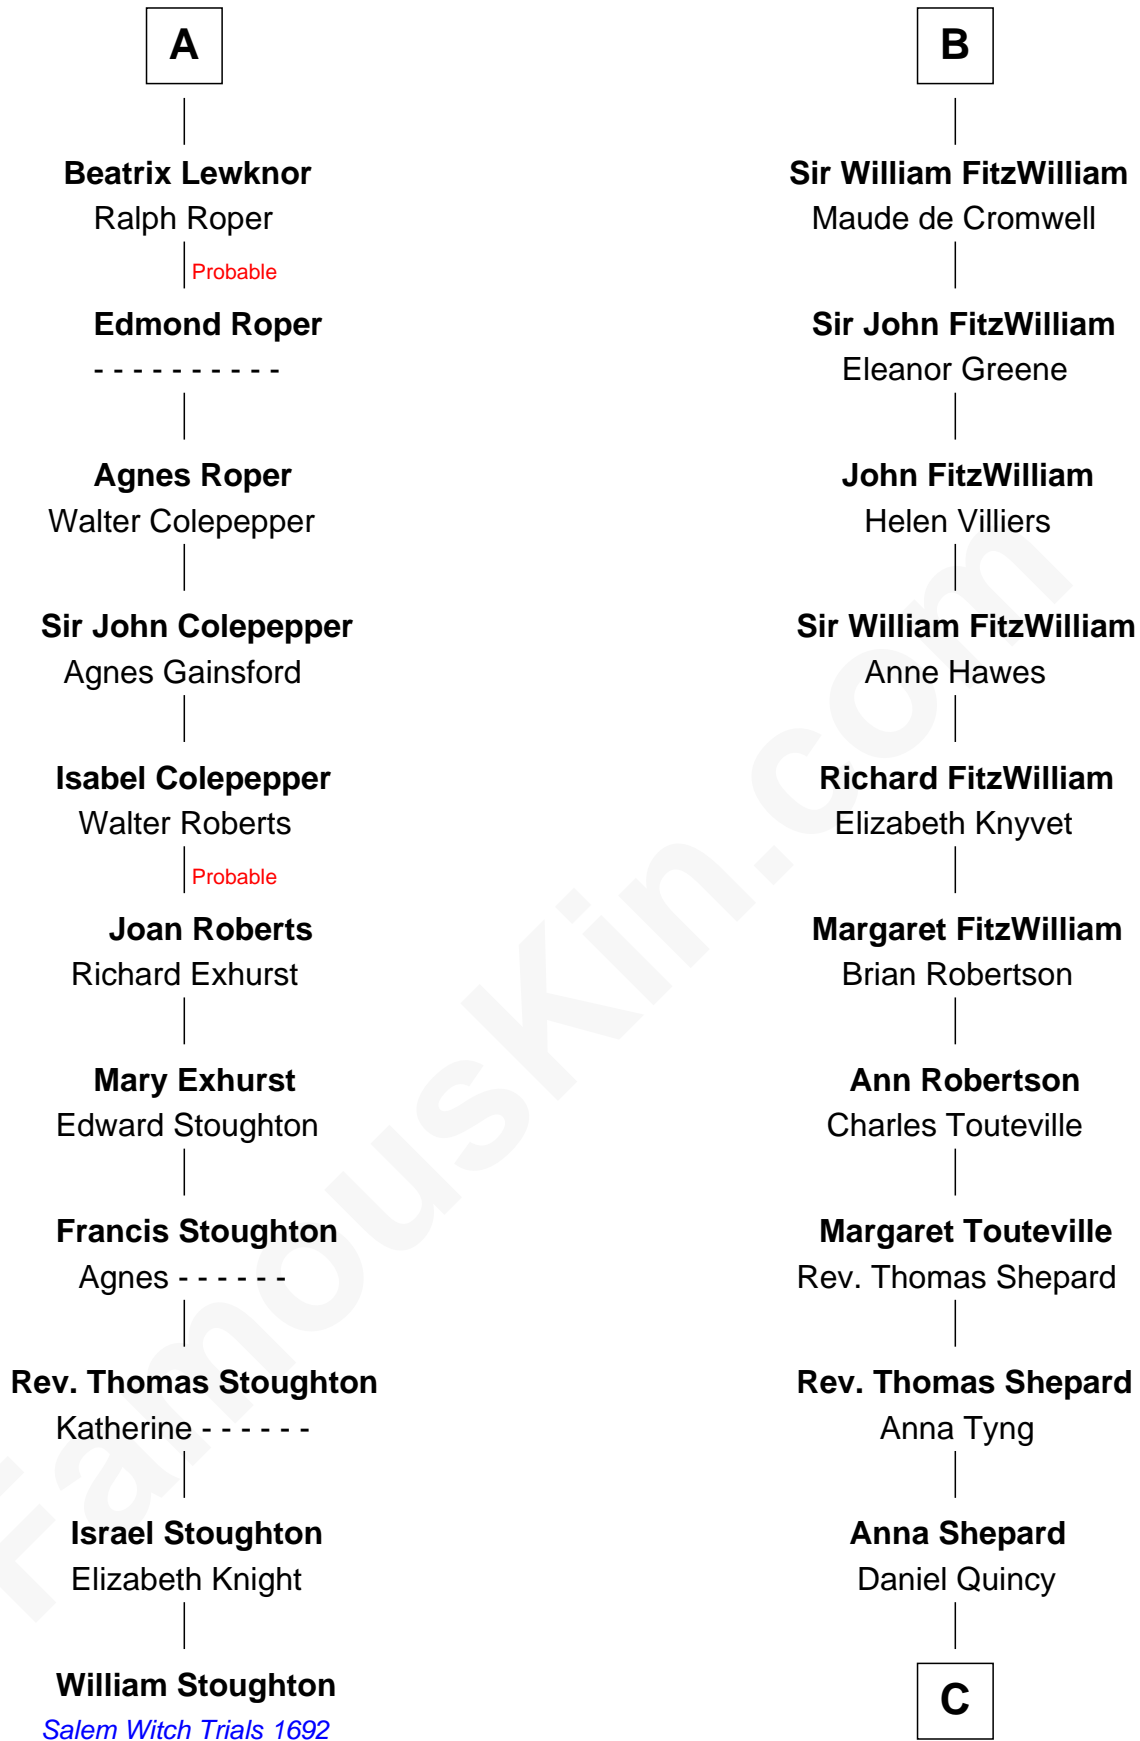 A
Beatrix Lewknor
Ralph Roper
Probable
Edmond Roper
- - - - - - - - - -
Agnes Roper
Walter Colepepper
Sir John Colepepper
Agnes Gainsford
Isabel Colepepper
Walter Roberts
Probable
Joan Roberts
Richard Exhurst
Mary Exhurst
Edward Stoughton
Francis Stoughton
Agnes - - - - - -
Rev. Thomas Stoughton
Katherine - - - - - -
Israel Stoughton
Elizabeth Knight
William Stoughton
Salem Witch Trials 1692
B
Sir William FitzWilliam
Maude de Cromwell
Sir John FitzWilliam
Eleanor Greene
John FitzWilliam
Helen Villiers
Sir William FitzWilliam
Anne Hawes
Richard FitzWilliam
Elizabeth Knyvet
Margaret FitzWilliam
Brian Robertson
Ann Robertson
Charles Touteville
Margaret Touteville
Rev. Thomas Shepard
Rev. Thomas Shepard
Anna Tyng
Anna Shepard
Daniel Quincy
C
FamousKin.com